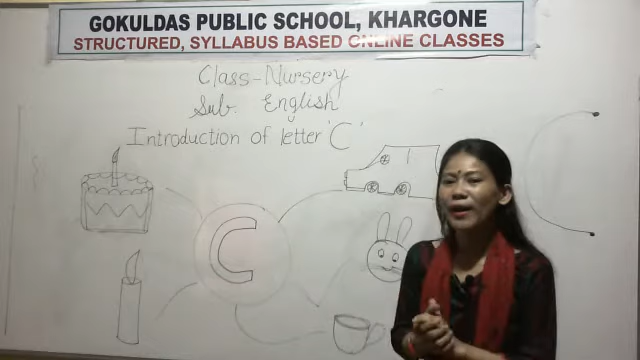 GOKULDAS PUBLIC SCHOOL, KHARGONE
STRUCTURED, SYLLABUS BASED ONLINE CLASSES
Class-Nursery
Sub. English
Introduction of letter 'C'
C